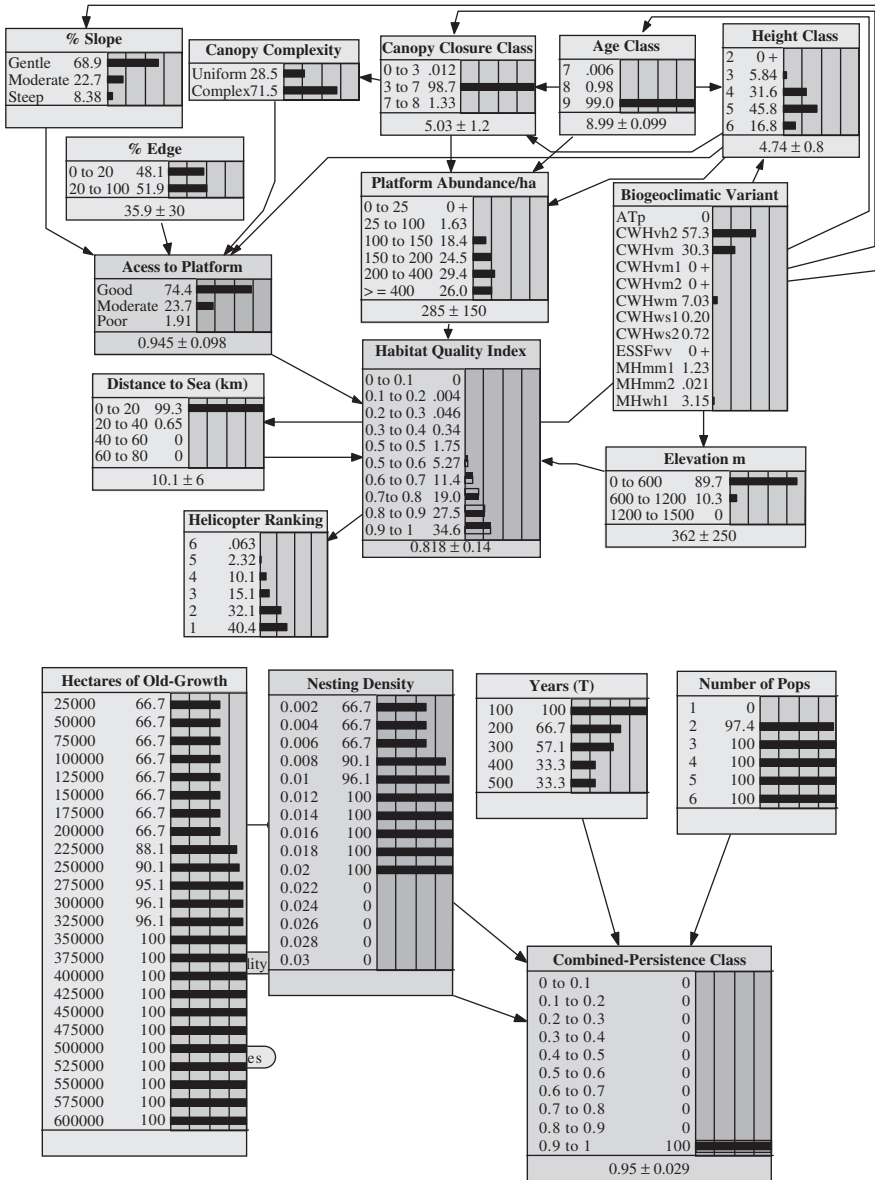 % Slope
Gentle 68.9
Moderate 22.7
Steep 8.38
Canopy Complexity
Uniform 28.5
Complex 71.5
Canopy Closure Class
0 to 3 .012
3 to 7 98.7
7 to 8 1.33
5.03 ± 1.2
Age Class
7 .006
8 0.98
9 99.0
8.99 ± 0.099
Height Class
2 0 +
3 5.84
4 31.6
5 45.8
6 16.8
4.74 ± 0.8
% Edge
0 to 20 48.1
20 to 100 51.9
35.9 ± 30
Platform Abundance/ha
0 to 25 0 +
25 to 100 1.63
100 to 150 18.4
150 to 200 24.5
200 to 400 29.4
> = 400 26.0
285 ± 150
Biogeoclimatic Variant
ATp 0
CWHvh2 57.3
CWHvm 30.3
CWHvm1 0 +
CWHvm2 0 +
CWHwm 7.03
CWHws1 0.20
CWHws2 0.72
ESSFwv 0 +
MHmm1 1.23
MHmm2 .021
MHwh1 3.15
Acess to Platform
Good 74.4
Moderate 23.7
Poor 1.91
0.945 ± 0.098
Habitat Quality Index
0 to 0.1 0
0.1 to 0.2 .004
0.2 to 0.3 .046
0.3 to 0.4 0.34
0.5 to 0.5 1.75
0.5 to 0.6 5.27
0.6 to 0.7 11.4
0.7to 0.8 19.0
0.8 to 0.9 27.5
0.9 to 1 34.6
0.818 ± 0.14
Distance to Sea (km)
0 to 20 99.3
20 to 40 0.65
40 to 60 0
60 to 80 0
10.1 ± 6
Elevation m
0 to 600 89.7
600 to 1200 10.3
1200 to 1500 0
362 ± 250
Helicopter Ranking
6 .063
5 2.32
4 10.1
3 15.1
2 32.1
1 40.4
Hectares of Old-Growth
25000 66.7
50000 66.7
75000 66.7
100000 66.7
125000 66.7
150000 66.7
175000 66.7
200000 66.7
225000 88.1
250000 90.1
275000 95.1
300000 96.1
325000 96.1
350000 100
375000 100
400000 100
425000 100
450000 100
475000 100
500000 100
525000 100
550000 100
575000 100
600000 100
lity
es
Nesting Density
0.002 66.7
0.004 66.7
0.006 66.7
0.008 90.1
0.01 96.1
0.012 100
0.014 100
0.016 100
0.018 100
0.02 100
0.022 0
0.024 0
0.026 0
0.028 0
0.03 0
Years (T)
100 100
200 66.7
300 57.1
400 33.3
500 33.3
Number of Pops
1 0
2 97.4
3 100
4 100
5 100
6 100
Combined-Persistence Class
0 to 0.1 0
0.1 to 0.2 0
0.2 to 0.3 0
0.3 to 0.4 0
0.4 to 0.5 0
0.5 to 0.6 0
0.6 to 0.7 0
0.7 to 0.8 0
0.8 to 0.9 0
0.9 to 1 100
0.95 ± 0.029